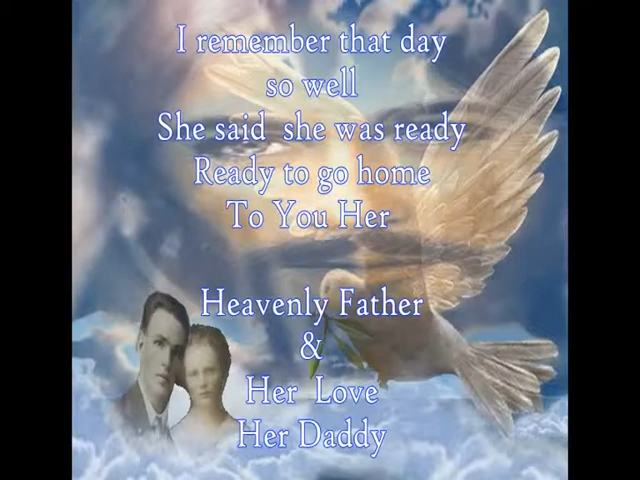 I remember that day
so well
She said she was ready
Ready to go home
To You Her
Heavenly Father
&
Her Love
Her Daddy